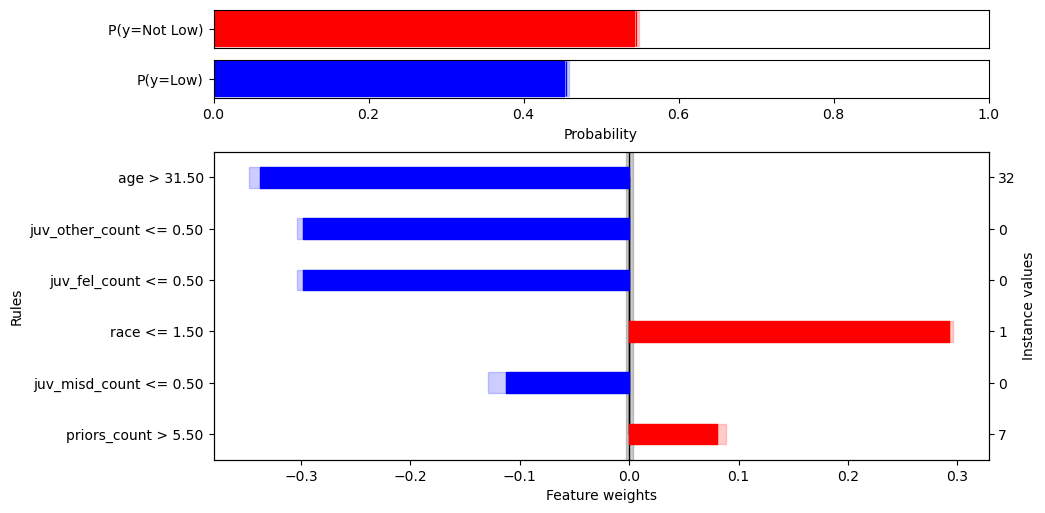 P(y=Not Low)
P(y=Low)
0.0 0.2 0.4 0.6 0.8 1.0
Probability
age > 31.50 32
juv_other_count <= 0.50 0
juv_fel_count <= 0.50 0
race <= 1.50 1
juv_misd_count <= 0.50 0
priors_count > 5.50 7
Rules
Instance values
−0.3 −0.2 −0.1 0.0 0.1 0.2 0.3
Feature weights